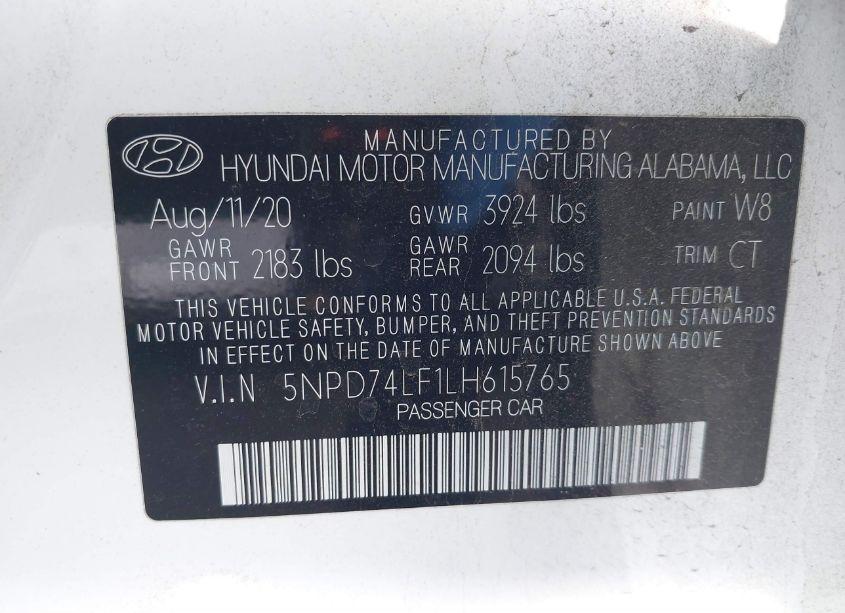 MANUFACTURED BY
HYUNDAI MOTOR MANUFACTURING ALABAMA, LLC
Aug/11/20 GVWR 3924 lbs PAINT W8
GAWR FRONT 2183 lbs GAWR REAR 2094 lbs TRIM CT
THIS VEHICLE CONFORMS TO ALL APPLICABLE U.S.A. FEDERAL
MOTOR VEHICLE SAFETY, BUMPER, AND THEFT PREVENTION STANDARDS
IN EFFECT ON THE DATE OF MANUFACTURE SHOWN ABOVE
V.I.N 5NPD74LF1LH615765
PASSENGER CAR